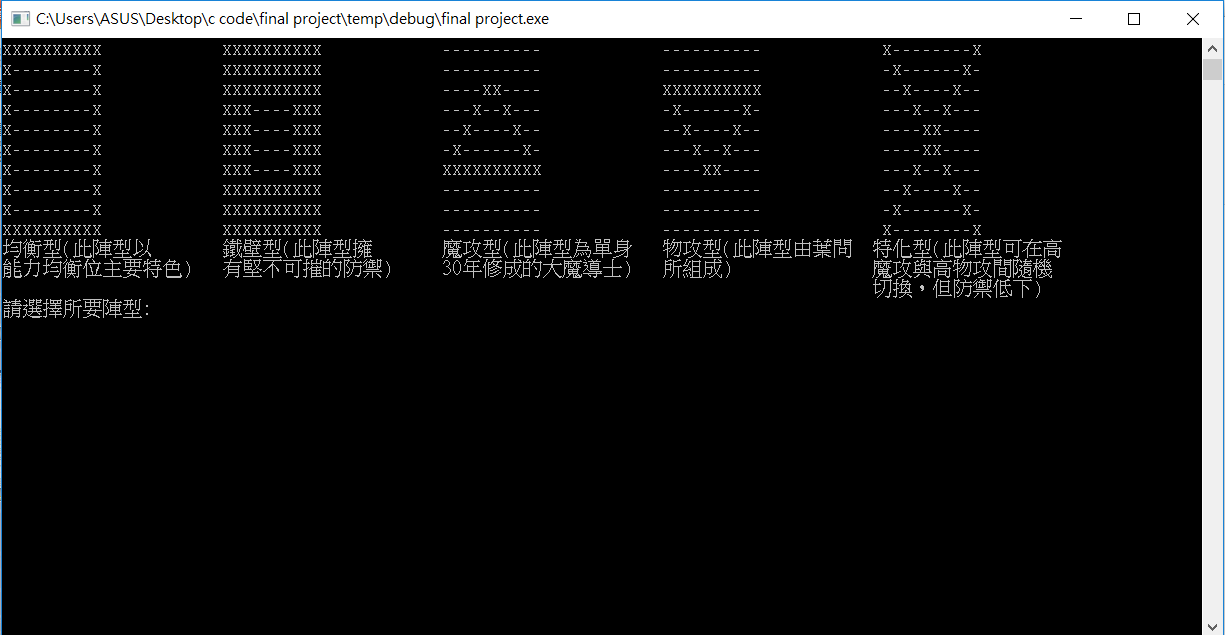 C:\Users\ASUS\Desktop\c code\final project\temp\debug\final project.exe
XXXXXXXXXX            XXXXXXXXXX            ----------            ----------            X--------X
X--------X            XXXXXXXXXX            ----------            ----------            -X------X-
X--------X            XXXXXXXXXX            ----XX----            XXXXXXXXXX            --X----X--
X--------X            XXX----XXX            ---X--X---            -X------X-            ---X--X---
X--------X            XXX----XXX            --X----X--            --X----X--            ----XX----
X--------X            XXX----XXX            -X------X-            ---X--X---            ----XX----
X--------X            XXX----XXX            XXXXXXXXXX            ----XX----            ---X--X---
X--------X            XXXXXXXXXX            ----------            ----------            --X----X--
X--------X            XXXXXXXXXX            ----------            ----------            -X------X-
XXXXXXXXXX            XXXXXXXXXX            ----------            ----------            X--------X
均衡型(此陣型以       鐵壁型(此陣型擁       魔攻型(此陣型為單身   物攻型(此陣型由葉問  特化型(此陣型可在高
能力均衡位主要特色)   有堅不可摧的防禦)     30年修成的大魔導士)   所組成)              魔攻與高物攻間隨機
切換，但防禦低下)
請選擇所要陣型: